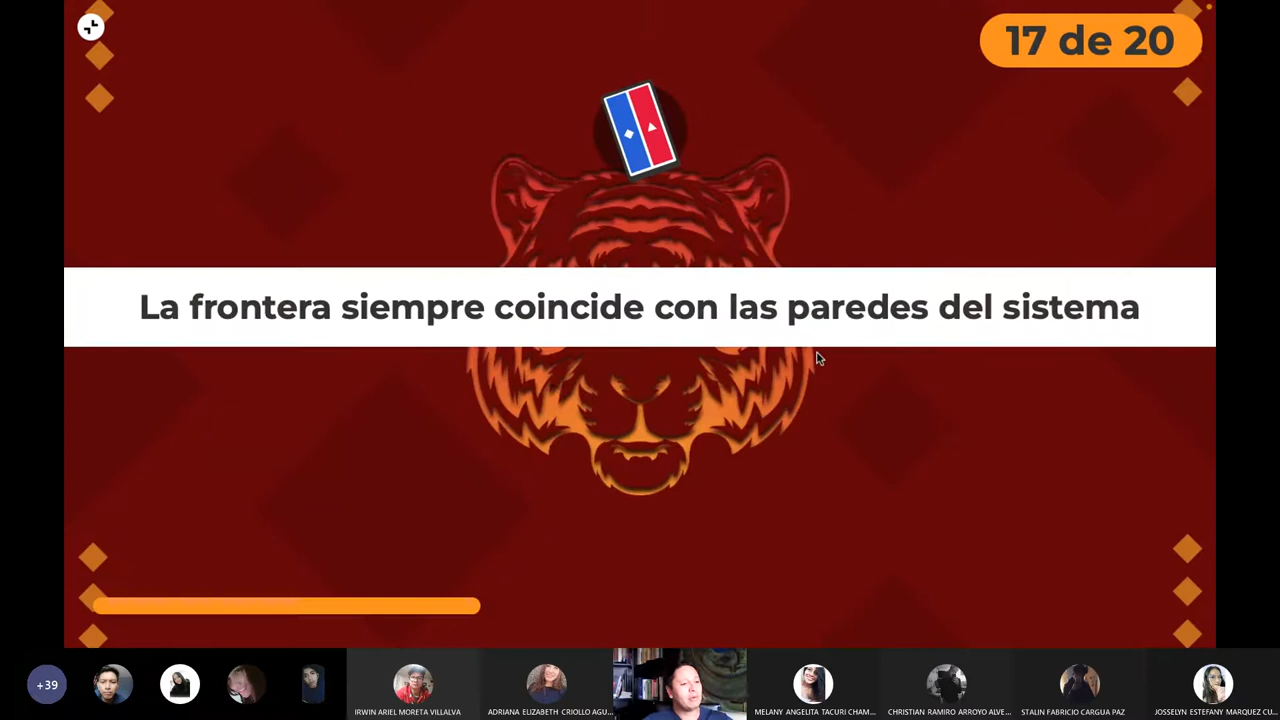 17 de 20
La frontera siempre coincide con las paredes del sistema
+39
IRWIN ARIEL MORETA VILLALVA
ADRIANA ELIZABETH CRIOLLO AGU...
MELANY ANGELITA TACURI CHAM...
CHRISTIAN RAMIRO ARROYO ALVE...
STALIN FABRICIO CARGUA PAZ
JOSSELYN ESTEFANY MARQUEZ CU...